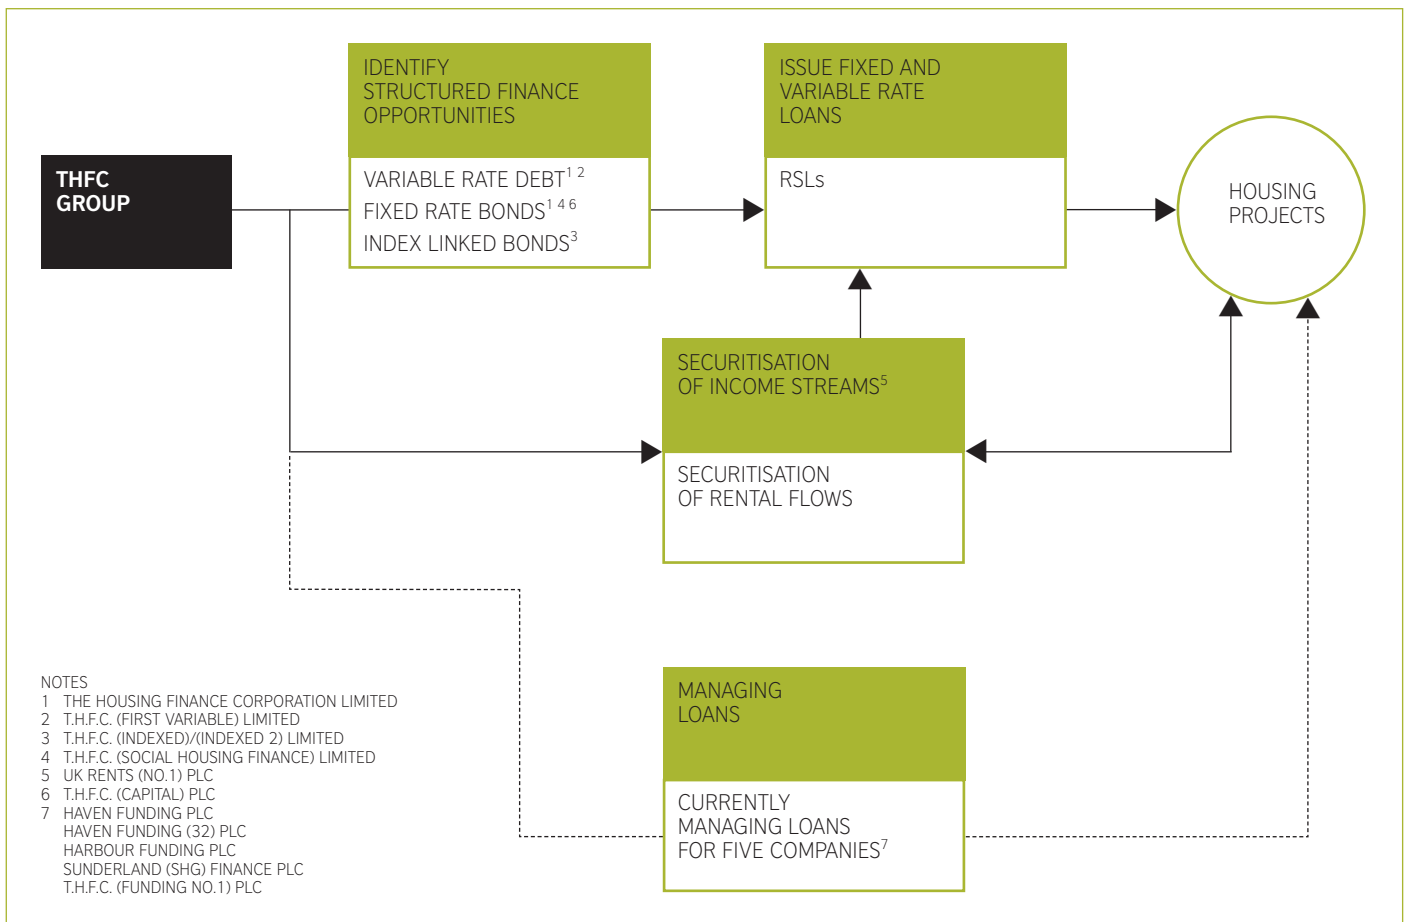 THFC
GROUP
IDENTIFY
STRUCTURED FINANCE
OPPORTUNITIES
VARIABLE RATE DEBT¹ ²
FIXED RATE BONDS¹ ⁴ ⁶
INDEX LINKED BONDS³
ISSUE FIXED AND
VARIABLE RATE
LOANS
RSLs
HOUSING
PROJECTS
SECURITISATION
OF INCOME STREAMS⁵
SECURITISATION
OF RENTAL FLOWS
MANAGING
LOANS
CURRENTLY
MANAGING LOANS
FOR FIVE COMPANIES⁷
NOTES
1 THE HOUSING FINANCE CORPORATION LIMITED
2 T.H.F.C. (FIRST VARIABLE) LIMITED
3 T.H.F.C. (INDEXED)/(INDEXED 2) LIMITED
4 T.H.F.C. (SOCIAL HOUSING FINANCE) LIMITED
5 UK RENTS (NO.1) PLC
6 T.H.F.C. (CAPITAL) PLC
7 HAVEN FUNDING PLC
HAVEN FUNDING (32) PLC
HARBOUR FUNDING PLC
SUNDERLAND (SHG) FINANCE PLC
T.H.F.C. (FUNDING NO.1) PLC